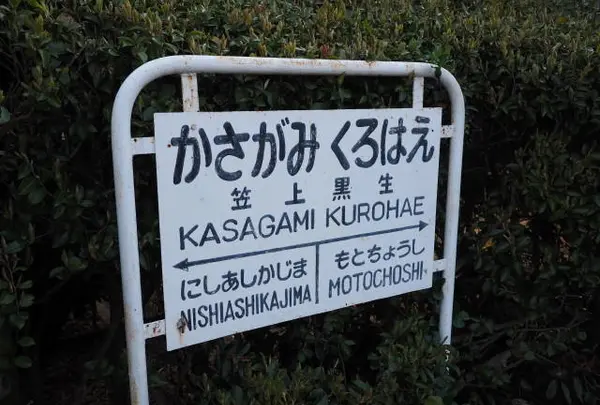 かさがみ くろはえ
笠上黒生
KASAGAMI KUROHAE
にしあしかじま もとちょうし
NISHIASHIKAJIMA MOTOCHOSHI